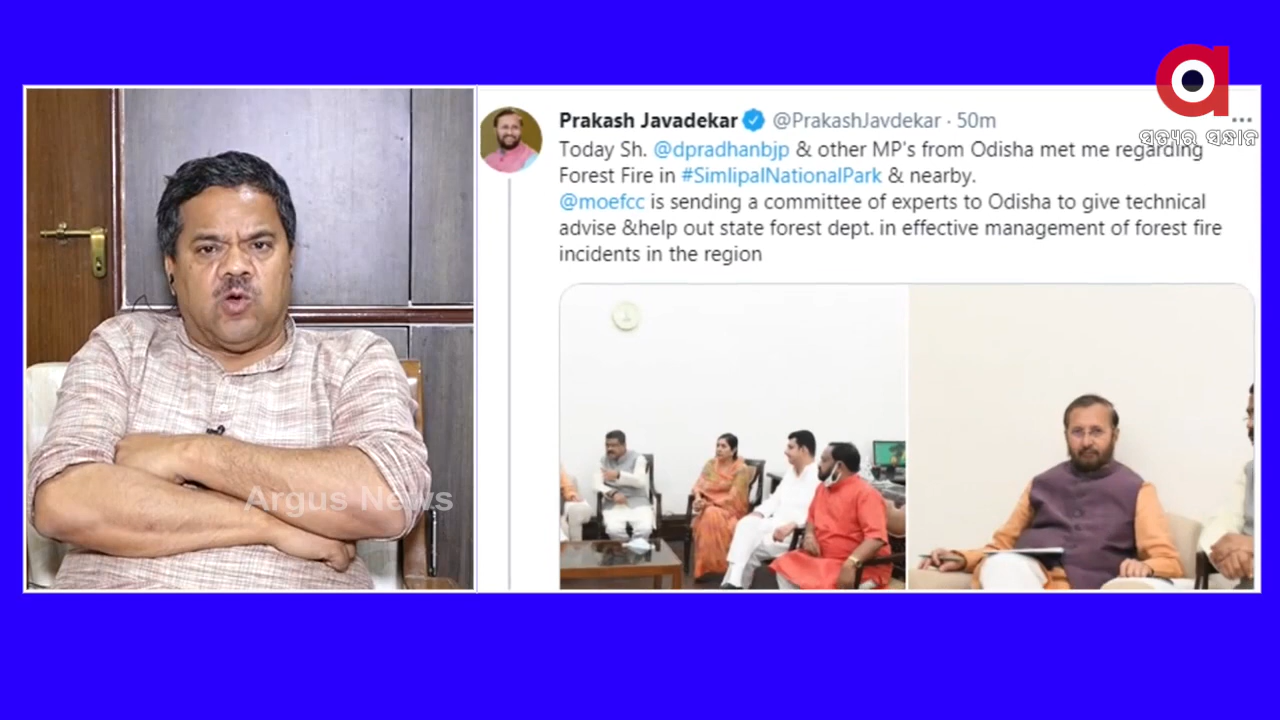 Prakash Javadekar @PrakashJavdekar · 50m
Today Sh. @dpradhanbjp & other MP's from Odisha met me regarding
Forest Fire in #SimlipalNationalPark & nearby.
@moefcc is sending a committee of experts to Odisha to give technical
advise &help out state forest dept. in effective management of forest fire
incidents in the region
ସତ୍ୟର ସନ୍ଧାନ
Argus News